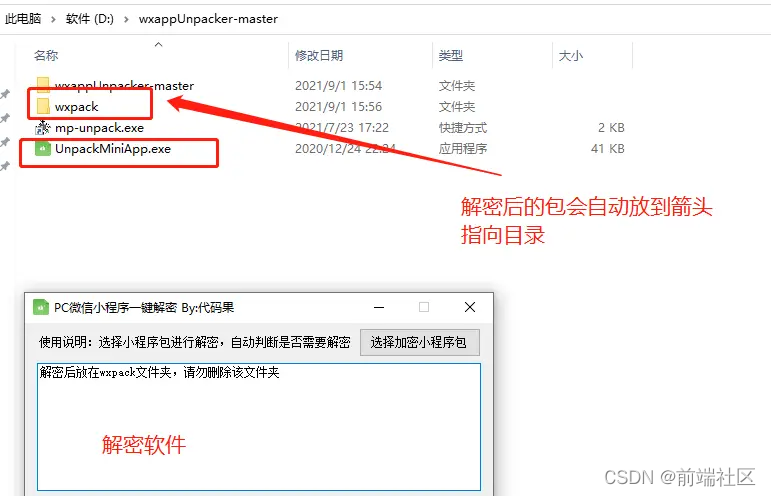 此电脑 > 软件 (D:) > wxappUnpacker-master
名称 修改日期 类型 大小
wxappUnpacker-master 2021/9/1 15:54 文件夹
wxpack 2021/9/1 15:56 文件夹
mp-unpack.exe 2021/7/23 17:22 快捷方式 2 KB
UnpackMiniApp.exe 2020/12/24 22:24 应用程序 41 KB
解密后的包会自动放到箭头
指向目录
PC微信小程序一键解密 By:代码果
使用说明：选择小程序包进行解密，自动判断是否需要解密 选择加密小程序包
解密后放在wxpack文件夹，请勿删除该文件夹
解密软件
CSDN @前端社区